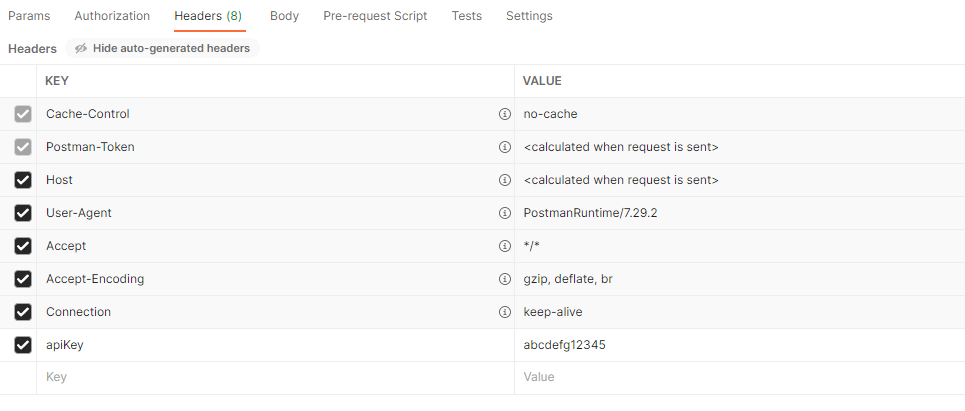 Params Authorization Headers (8) Body Pre-request Script Tests Settings
Headers Hide auto-generated headers
KEY VALUE
Cache-Control no-cache
Postman-Token <calculated when request is sent>
Host <calculated when request is sent>
User-Agent PostmanRuntime/7.29.2
Accept */*
Accept-Encoding gzip, deflate, br
Connection keep-alive
apiKey abcdefg12345
Key Value